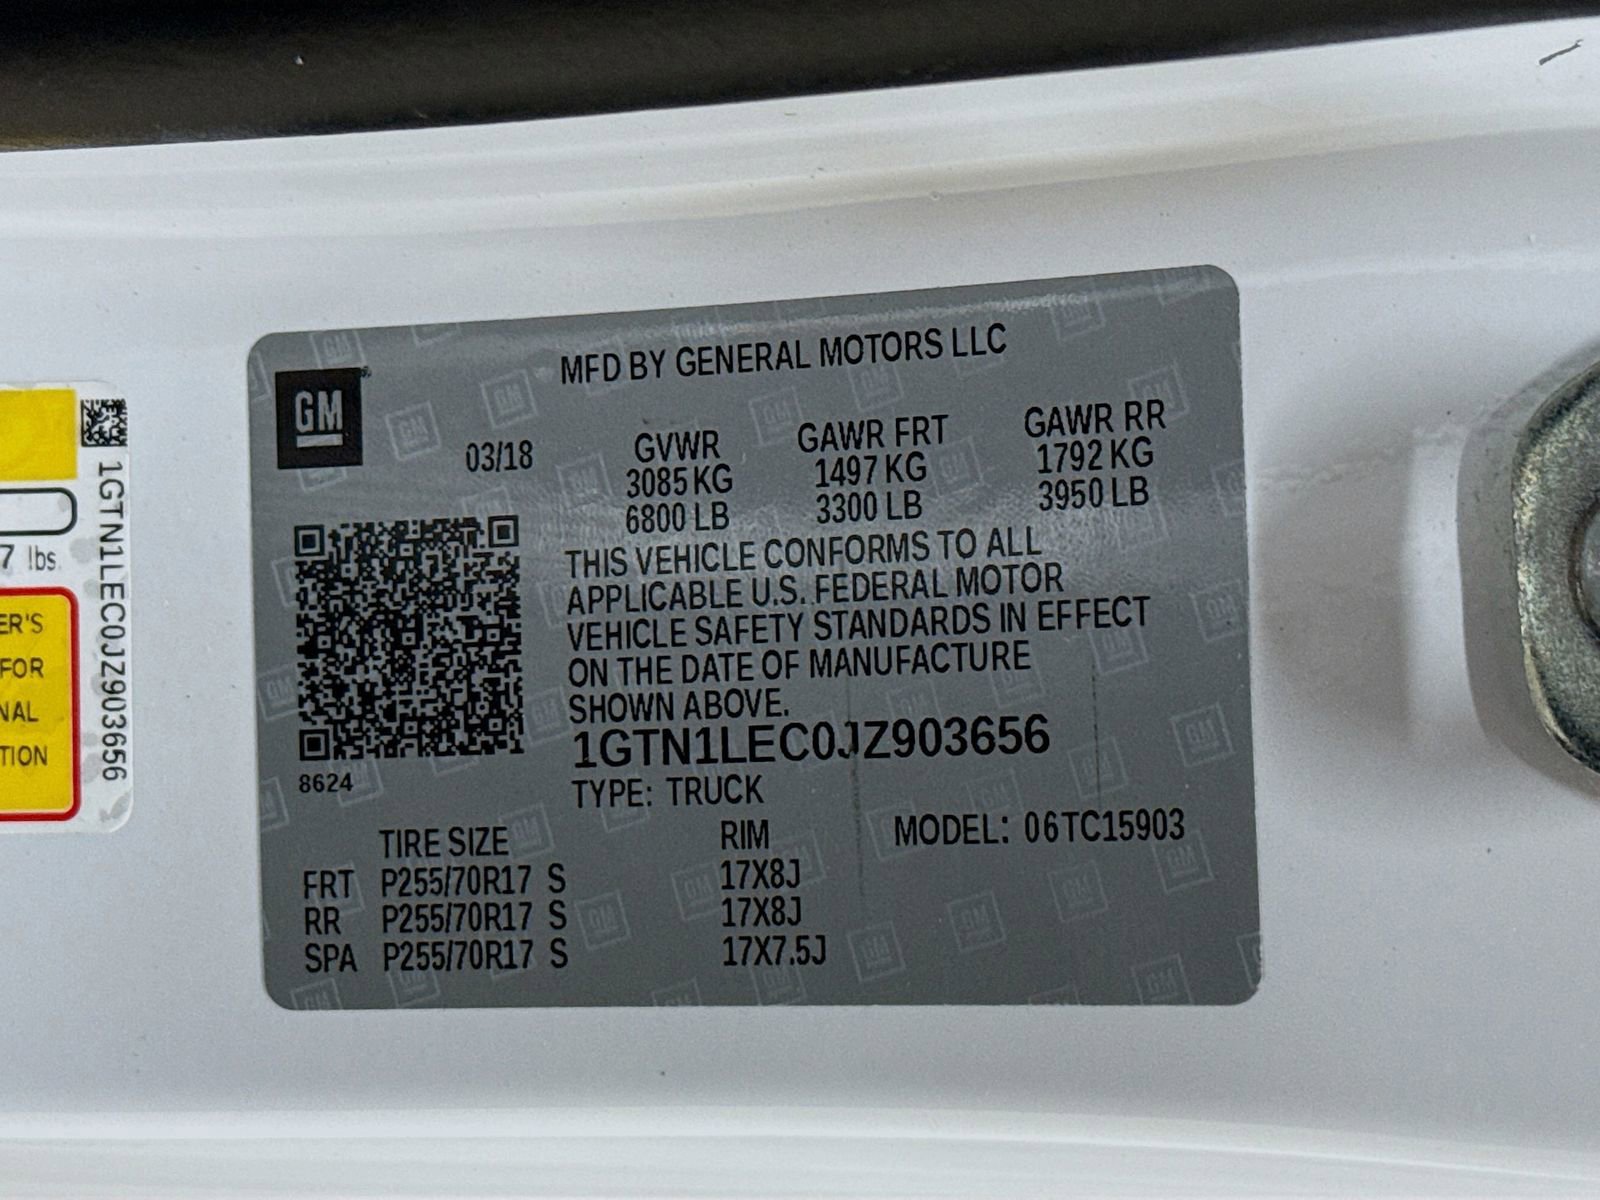 MFD BY GENERAL MOTORS LLC
GM
03/18
GVWR
3085 KG
6800 LB
GAWR FRT
1497 KG
3300 LB
GAWR RR
1792 KG
3950 LB
THIS VEHICLE CONFORMS TO ALL
APPLICABLE U.S. FEDERAL MOTOR
VEHICLE SAFETY STANDARDS IN EFFECT
ON THE DATE OF MANUFACTURE
SHOWN ABOVE.
1GTN1LEC0JZ903656
TYPE: TRUCK
8624
MODEL: 06TC15903
TIRE SIZE RIM
FRT P255/70R17 S 17X8J
RR P255/70R17 S 17X8J
SPA P255/70R17 S 17X7.5J
1GTN1LEC0JZ903656
7 lbs.
ER'S
FOR
NAL
TION